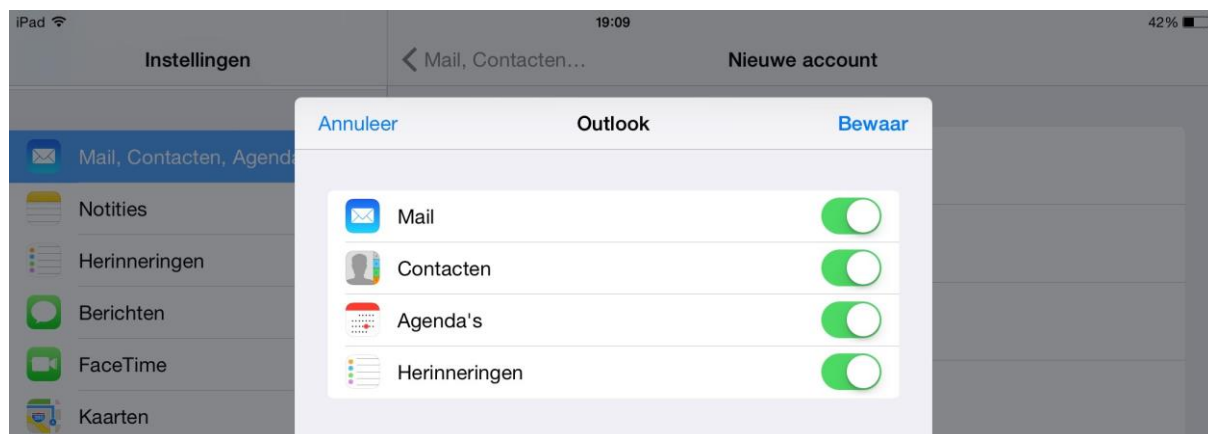 iPad 19:09 42%
Instellingen Mail, Contacten... Nieuwe account
Annuleer Outlook Bewaar
Mail, Contacten, Agenda
Notities
Herinneringen
Berichten
FaceTime
Kaarten
Mail
Contacten
Agenda's
Herinneringen